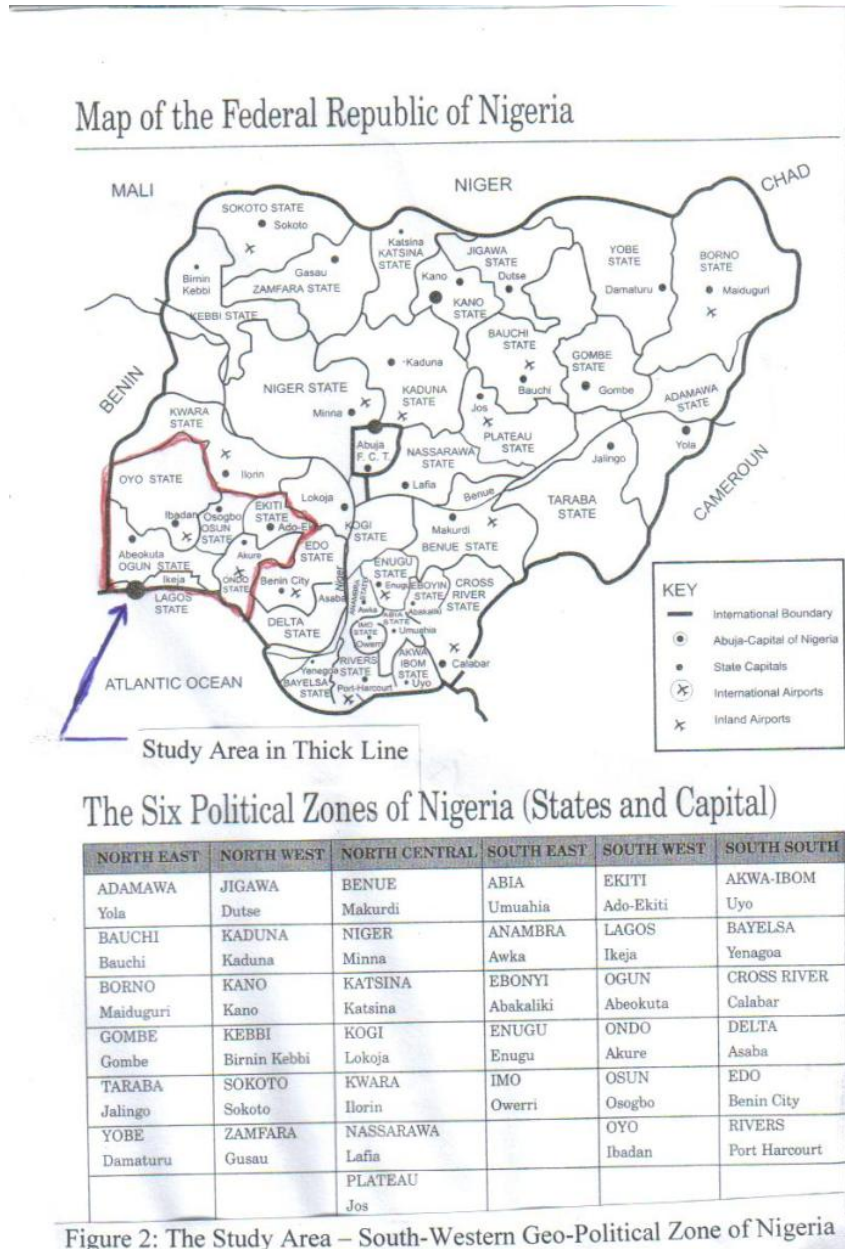 Map of the Federal Republic of Nigeria
MALI
NIGER
CHAD
SOKOTO STATE
Sokoto
Katsina
KATSINA
STATE
JIGAWA
STATE
YOBE
STATE
BORNO
STATE
Birnin
Kebbi
Gasau
ZAMFARA STATE
Kano
Dutse
KANO
STATE
Damaturu
Maiduguri
KEBBI STATE
BAUCHI
STATE
GOMBE
STATE
BENIN
NIGER STATE
Kaduna
KADUNA
STATE
Bauchi
Gombe
ADAMAWA
STATE
Minna
Jos
KWARA
STATE
PLATEAU
STATE
Yola
Abuja
F. C. T.
NASSARAWA
STATE
Jalingo
CAMEROUN
OYO STATE
Ilorin
Lafia
Benue
TARABA
STATE
Lokoja
Ibadan
Osogbo
OSUN
STATE
EKITI
STATE
Ado-Ek
KOGI
STATE
Makurdi
BENUE STATE
Abeokuta
OGUN STATE
Akure
EDO
STATE
ENUGU
STATE
Enugu
EBOYIN
STATE
Abakaliki
CROSS
RIVER
STATE
Ikeja
LAGOS
STATE
ONDO
STATE
Benin City
Asaba
Niger
ANAMBRA
STATE
Awka
ABIA
STATE
DELTA
STATE
IMO
STATE
Owerri
Umuahia
AKWA
IBOM
STATE
Uyo
Calabar
ATLANTIC OCEAN
Yenegoa
BAYELSA
STATE
RIVERS
STATE
Port-Harcourt
KEY
International Boundary
Abuja-Capital of Nigeria
State Capitals
International Airports
Inland Airports
Study Area in Thick Line
The Six Political Zones of Nigeria (States and Capital)
NORTH EAST NORTH WEST NORTH CENTRAL SOUTH EAST SOUTH WEST SOUTH SOUTH
ADAMAWA JIGAWA BENUE ABIA EKITI AKWA-IBOM
Yola Dutse Makurdi Umuahia Ado-Ekiti Uyo
BAUCHI KADUNA NIGER ANAMBRA LAGOS BAYELSA
Bauchi Kaduna Minna Awka Ikeja Yenagoa
BORNO KANO KATSINA EBONYI OGUN CROSS RIVER
Maiduguri Kano Katsina Abakaliki Abeokuta Calabar
GOMBE KEBBI KOGI ENUGU ONDO DELTA
Gombe Birnin Kebbi Lokoja Enugu Akure Asaba
TARABA SOKOTO KWARA IMO OSUN EDO
Jalingo Sokoto Ilorin Owerri Osogbo Benin City
YOBE ZAMFARA NASSARAWA OYO RIVERS
Damaturu Gusau Lafia Ibadan Port Harcourt
PLATEAU
Jos
Figure 2: The Study Area – South-Western Geo-Political Zone of Nigeria